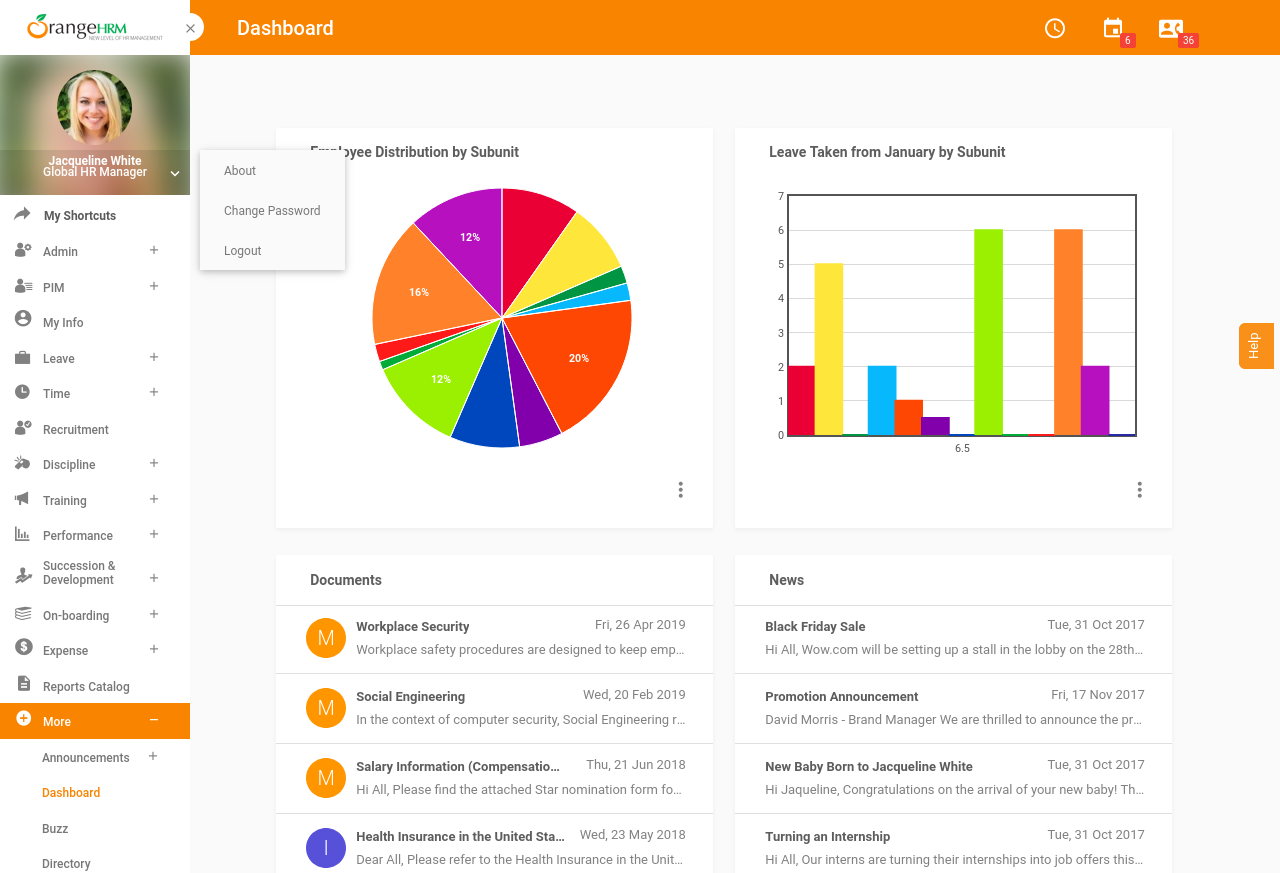 OrangeHRM
NEW LEVEL OF HR MANAGEMENT
Dashboard
6
36
Jacqueline White
Global HR Manager
About
Change Password
Logout
My Shortcuts
Admin
PIM
My Info
Leave
Time
Recruitment
Discipline
Training
Performance
Succession &
Development
On-boarding
Expense
Reports Catalog
More
Announcements
Dashboard
Buzz
Directory
Employee Distribution by Subunit
12%
16%
20%
12%
Leave Taken from January by Subunit
7
6
5
4
3
2
1
0
6.5
Help
Documents
M
Workplace Security
Fri, 26 Apr 2019
Workplace safety procedures are designed to keep emp...
M
Social Engineering
Wed, 20 Feb 2019
In the context of computer security, Social Engineering r...
M
Salary Information (Compensatio...
Thu, 21 Jun 2018
Hi All, Please find the attached Star nomination form fo...
I
Health Insurance in the United Sta...
Wed, 23 May 2018
Dear All, Please refer to the Health Insurance in the Unit...
News
Black Friday Sale
Tue, 31 Oct 2017
Hi All, Wow.com will be setting up a stall in the lobby on the 28th...
Promotion Announcement
Fri, 17 Nov 2017
David Morris - Brand Manager We are thrilled to announce the pr...
New Baby Born to Jacqueline White
Tue, 31 Oct 2017
Hi Jaqueline, Congratulations on the arrival of your new baby! Th...
Turning an Internship
Tue, 31 Oct 2017
Hi All, Our interns are turning their internships into job offers this...